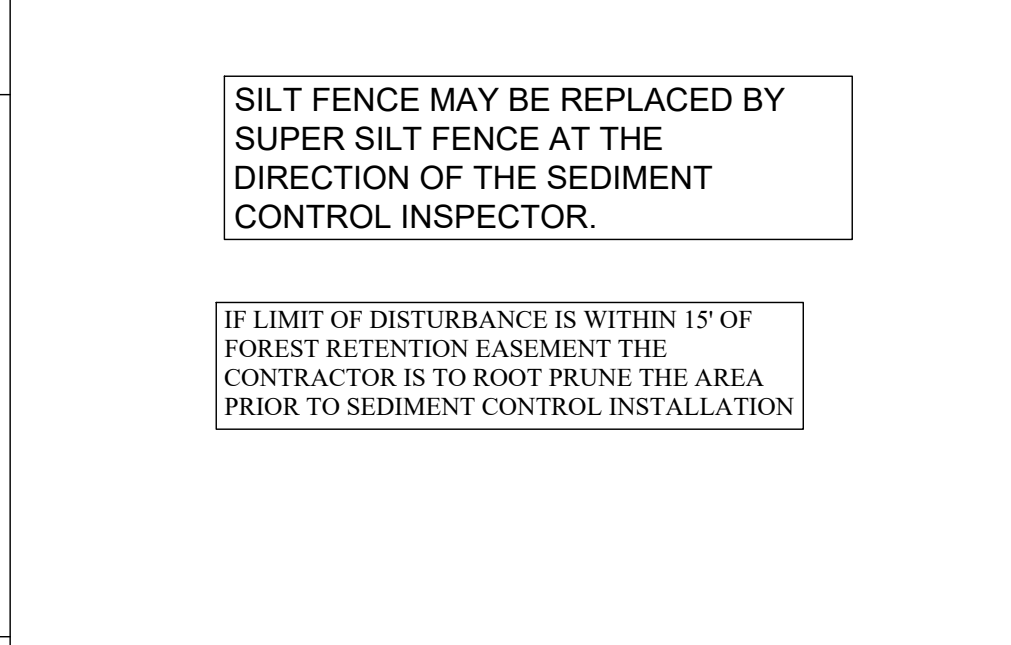 SILT FENCE MAY BE REPLACED BY
SUPER SILT FENCE AT THE
DIRECTION OF THE SEDIMENT
CONTROL INSPECTOR.
IF LIMIT OF DISTURBANCE IS WITHIN 15' OF
FOREST RETENTION EASEMENT THE
CONTRACTOR IS TO ROOT PRUNE THE AREA
PRIOR TO SEDIMENT CONTROL INSTALLATION